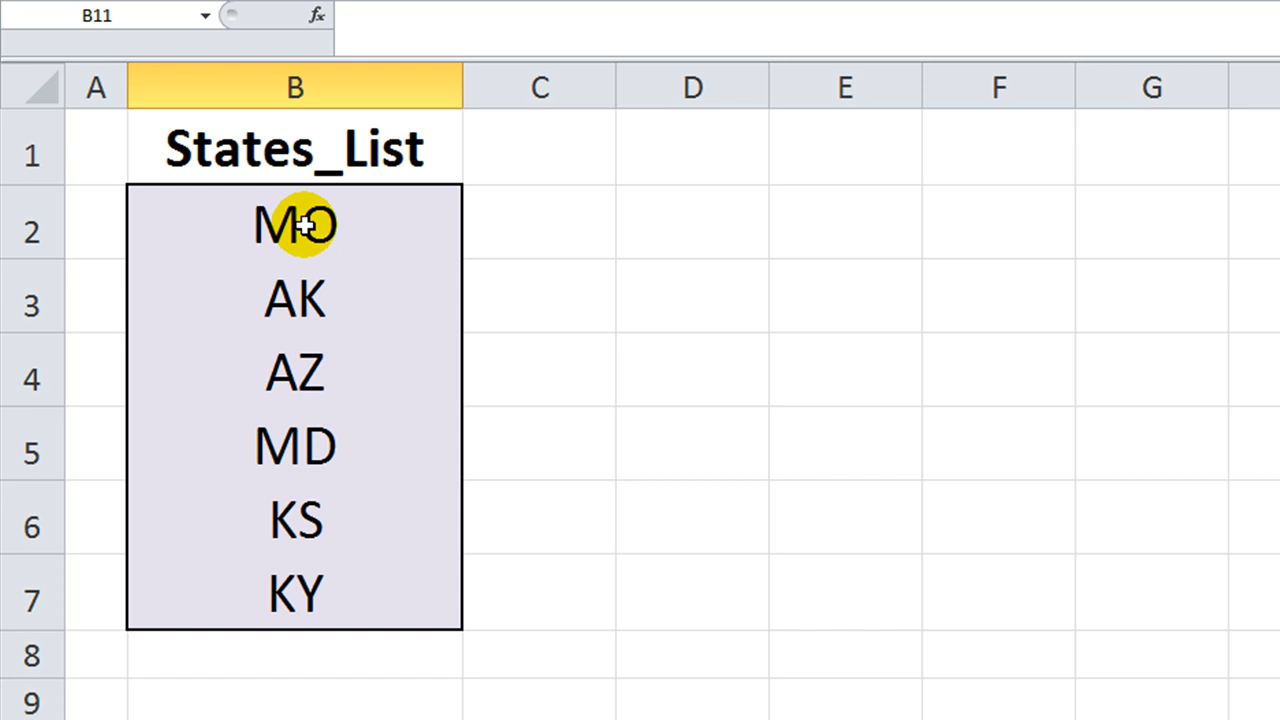 B11 fx
A B C D E F G
1 States_List
2 MO
3 AK
4 AZ
5 MD
6 KS
7 KY
8
9